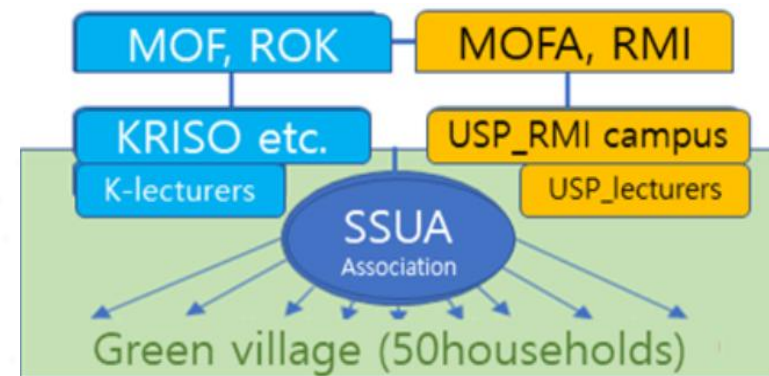 MOF, ROK
MOFA, RMI
KRISO etc.
USP_RMI campus
K-lecturers
USP_lecturers
SSUA
Association
Green village (50households)